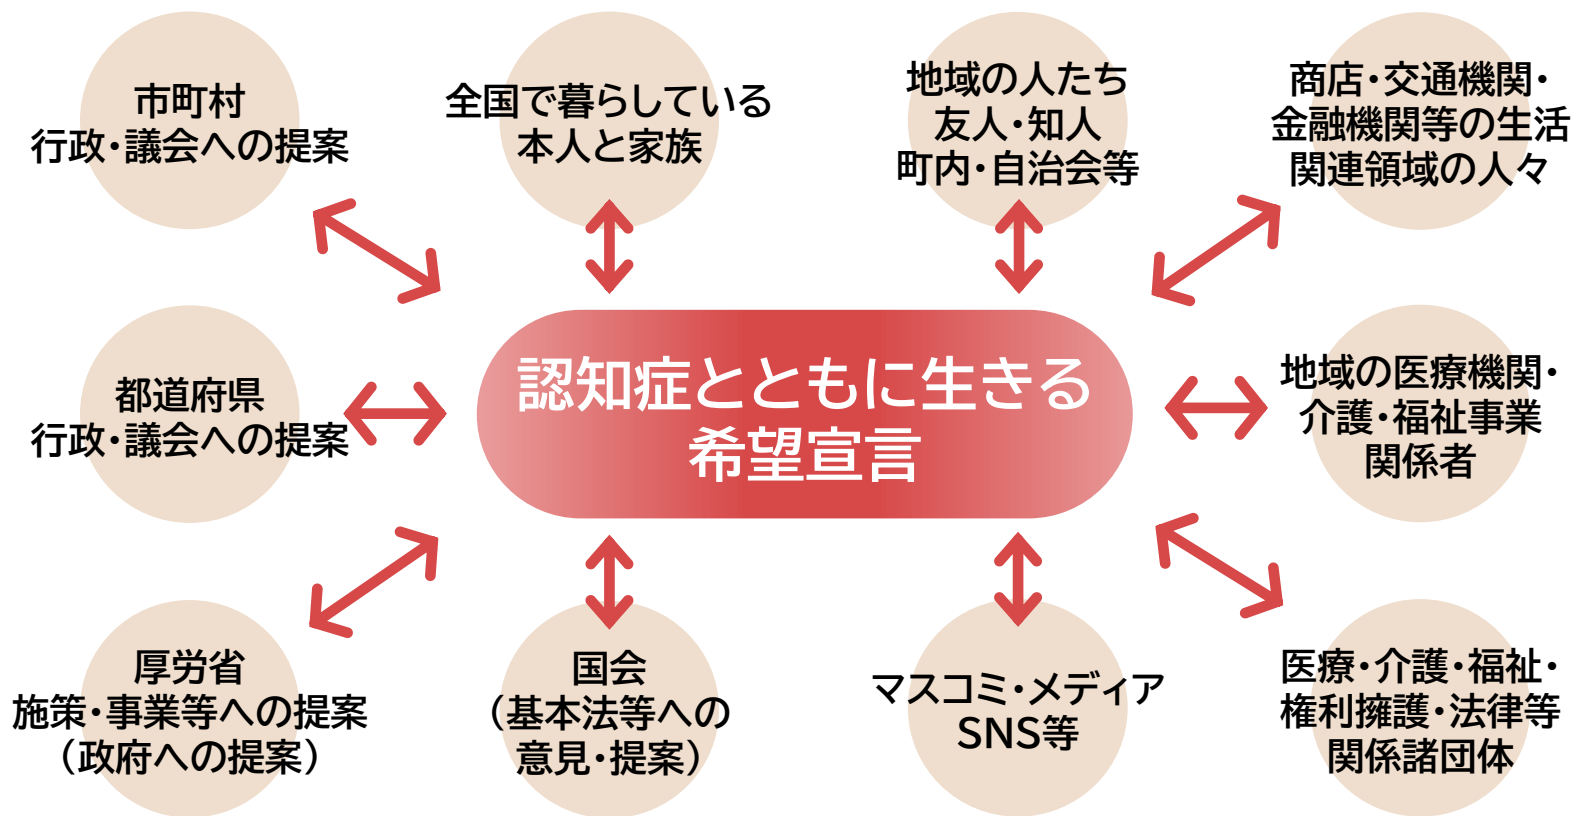 市町村
行政・議会への提案
全国で暮らしている
本人と家族
地域の人たち
友人・知人
町内・自治会等
商店・交通機関・
金融機関等の生活
関連領域の人々
都道府県
行政・議会への提案
認知症とともに生きる
希望宣言
地域の医療機関・
介護・福祉事業
関係者
厚労省
施策・事業等への提案
（政府への提案）
国会
（基本法等への
意見・提案）
マスコミ・メディア
SNS等
医療・介護・福祉・
権利擁護・法律等
関係諸団体